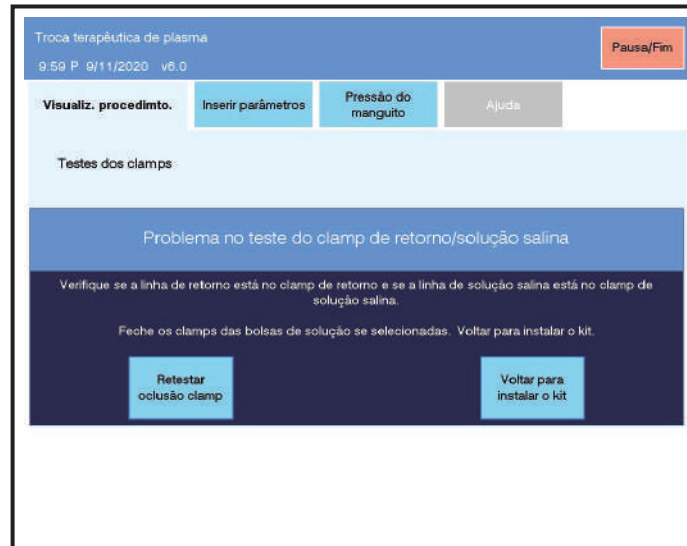 Troca terapêutica de plasma
9:59 P 9/11/2020 v6.0
Pausa/Fim
Visualiz. procedimto.
Inserir parâmetros
Pressão do
manguito
Ajuda
Testes dos clamps
Problema no teste do clamp de retorno/solução salina
Verifique se a linha de retorno está no clamp de retorno e se a linha de solução salina está no clamp de
solução salina.
Feche os clamps das bolsas de solução se selecionadas. Voltar para instalar o kit.
Retestar
oclusão clamp
Voltar para
instalar o kit